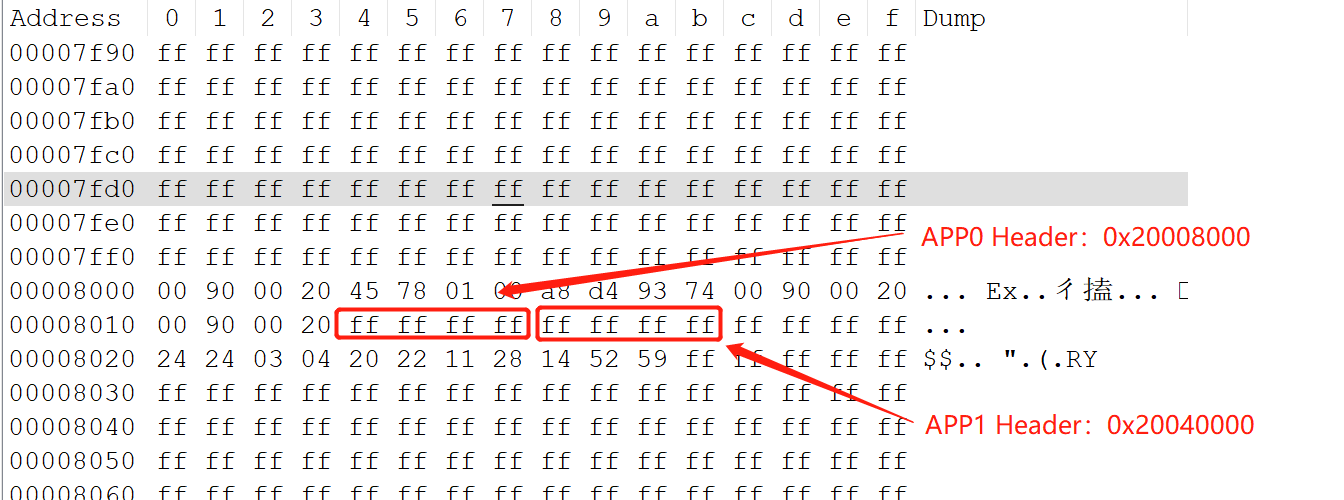 Address 0 1 2 3 4 5 6 7 8 9 a b c d e f Dump
00007f90 ff ff ff ff ff ff ff ff ff ff ff ff ff ff ff ff
00007fa0 ff ff ff ff ff ff ff ff ff ff ff ff ff ff ff ff
00007fb0 ff ff ff ff ff ff ff ff ff ff ff ff ff ff ff ff
00007fc0 ff ff ff ff ff ff ff ff ff ff ff ff ff ff ff ff
00007fd0 ff ff ff ff ff ff ff ff ff ff ff ff ff ff ff ff
00007fe0 ff ff ff ff ff ff ff ff ff ff ff ff ff ff ff ff
APP0 Header：0x20008000
00007ff0 ff ff ff ff ff ff ff ff ff ff ff ff ff ff ff ff
00008000 00 90 00 20 45 78 01 00 a8 d4 93 74 00 90 00 20 ... Ex..彳搕...
00008010 00 90 00 20 ff ff ff ff ff ff ff ff ff ff ff ff ...
00008020 24 24 03 04 20 22 11 28 14 52 59 ff ff ff ff ff $$.. ".(.RY
00008030 ff ff ff ff ff ff ff ff ff ff ff ff ff ff ff ff
00008040 ff ff ff ff ff ff ff ff ff ff ff ff ff ff ff ff
APP1 Header：0x20040000
00008050 ff ff ff ff ff ff ff ff ff ff ff ff ff ff ff ff
00008060 ff ff ff ff ff ff ff ff ff ff ff ff ff ff ff ff